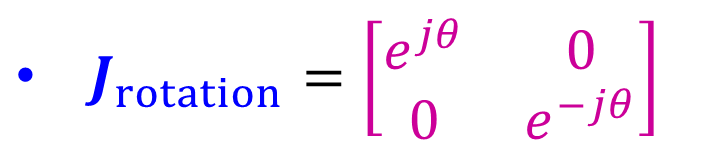 • J_rotation = [e^{jθ} 0
0 e^{-jθ}]